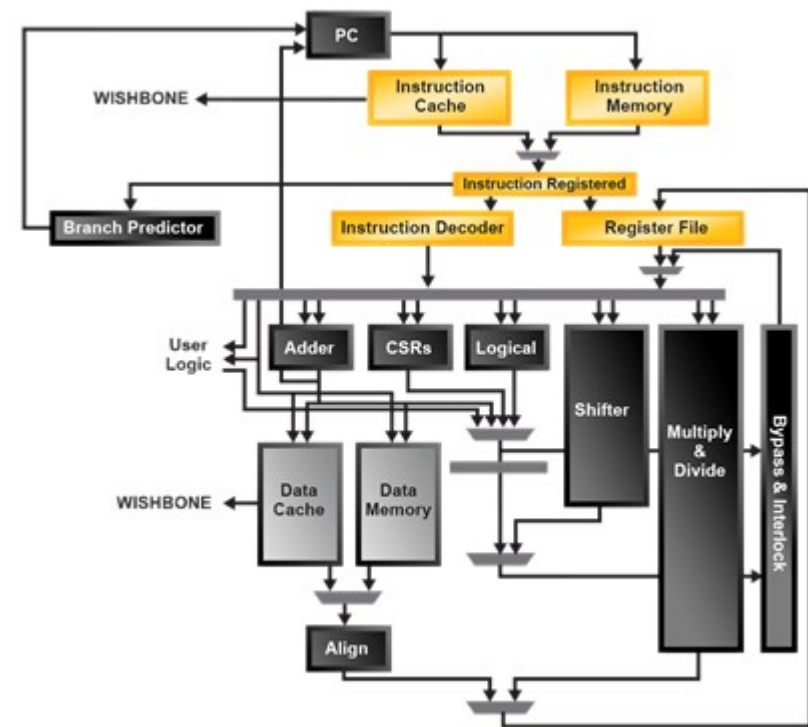 PC
Instruction
Cache
Instruction
Memory
WISHBONE
Instruction Registered
Branch Predictor
Instruction Decoder
Register File
User
Logic
Adder
CSRs
Logical
Shifter
Multiply
&
Divide
Bypass & Interlock
Data
Cache
Data
Memory
WISHBONE
Align